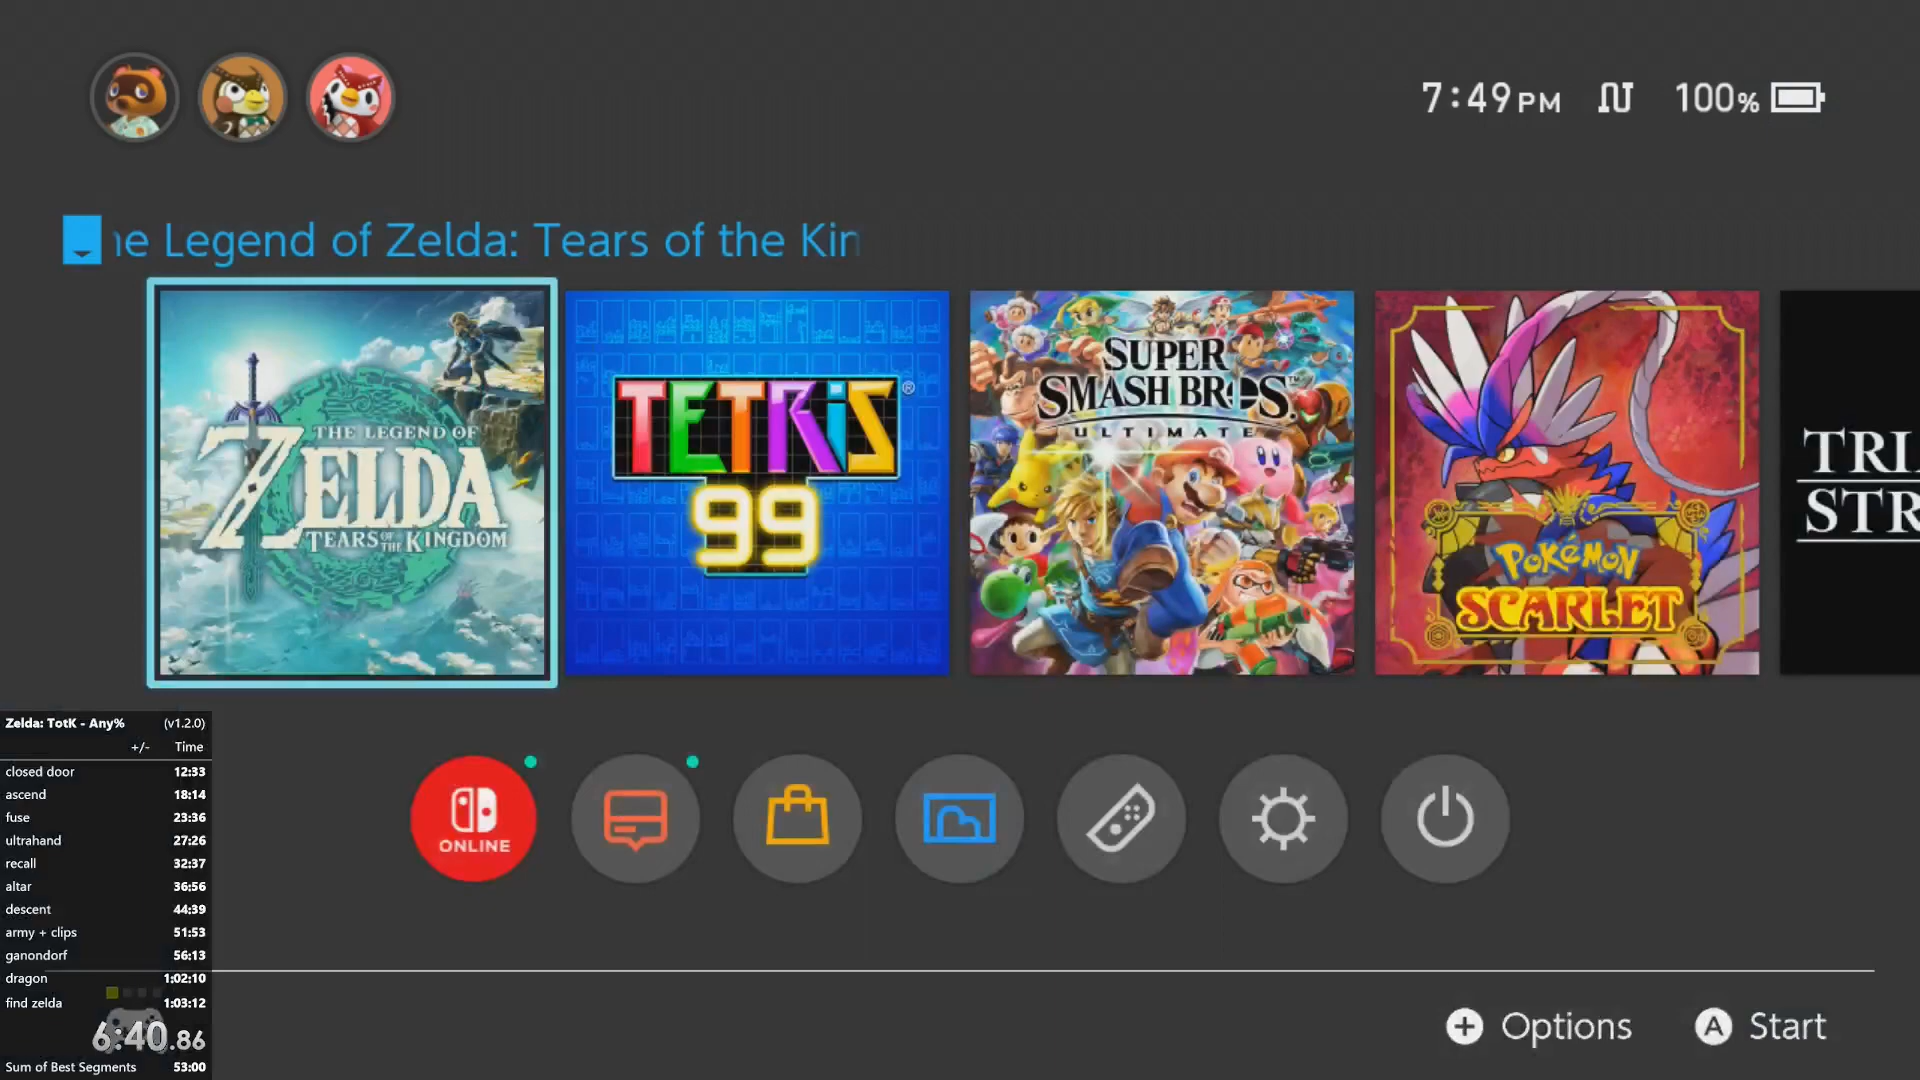 7:49 PM 100%
he Legend of Zelda: Tears of the Kin
THE LEGEND OF
ZELDA
TEARS OF THE KINGDOM
TETRIS®
99
SUPER
SMASH BROS.™
ULTIMATE
POKÉMON
SCARLET
TRI
STR
ONLINE
Zelda: TotK - Any% (v1.2.0)
+/- Time
closed door 12:33
ascend 18:14
fuse 23:36
ultrahand 27:26
recall 32:37
altar 36:56
descent 44:39
army + clips 51:53
ganondorf 56:13
dragon 1:02:10
find zelda 1:03:12
6:40.86
Sum of Best Segments 53:00
+ Options A Start